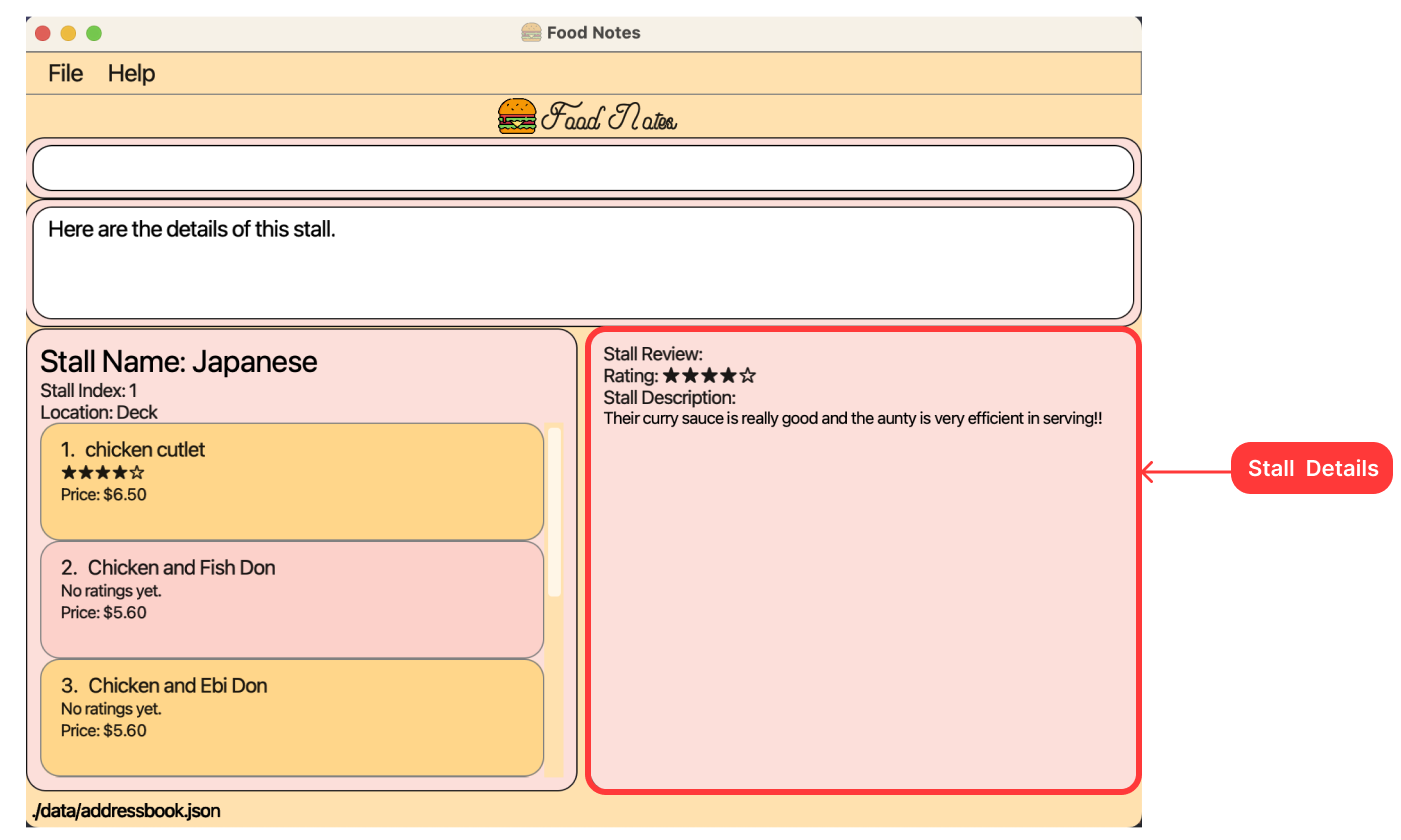 Food Notes
File Help
Food Notes
Here are the details of this stall.
Stall Name: Japanese
Stall Index: 1
Location: Deck
1. chicken cutlet
★★★★☆
Price: $6.50
2. Chicken and Fish Don
No ratings yet.
Price: $5.60
3. Chicken and Ebi Don
No ratings yet.
Price: $5.60
Stall Review:
Rating: ★★★★☆
Stall Description:
Their curry sauce is really good and the aunty is very efficient in serving!!
Stall Details
./data/addressbook.json